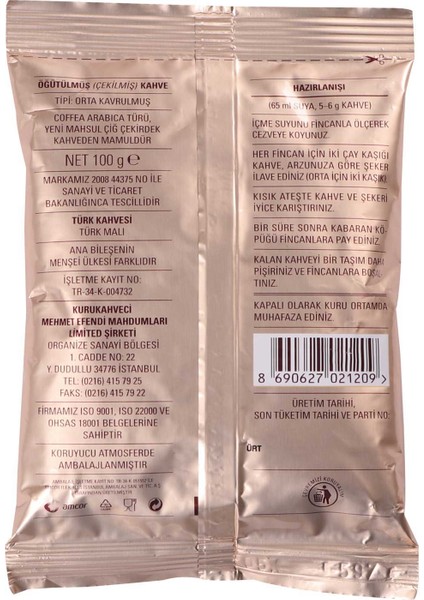 ÖĞÜTÜLMÜŞ (ÇEKİLMİŞ) KAHVE
TİPİ: ORTA KAVRULMUŞ
COFFEA ARABICA TÜRÜ,
YENİ MAHSUL ÇİĞ ÇEKİRDEK
KAHVEDEN MAMULDÜR
NET 100 g ℮
MARKAMIZ 2008 44375 NO İLE
SANAYİ VE TİCARET
BAKANLIĞINCA TESCİLLİDİR
TÜRK KAHVESİ
TÜRK MALI
ANA BİLEŞENİN
MENŞEİ ÜLKESİ FARKLIDIR
İŞLETME KAYIT NO:
TR-34-K-004732
KURUKAHVECİ
MEHMET EFENDİ MAHDUMLARI
LİMİTED ŞİRKETİ
ORGANİZE SANAYİ BÖLGESİ
1. CADDE NO: 22
Y. DUDULLU 34776 İSTANBUL
TEL.: (0216) 415 79 25
FAKS: (0216) 415 79 22
FİRMAMIZ ISO 9001, ISO 22000 VE
OHSAS 18001 BELGELERİNE
SAHİPTİR
KORUYUCU ATMOSFERDE
AMBALAJLANMIŞTIR
amcor
HAZIRLANIŞI
(65 ml SUYA, 5-6 g KAHVE)
İÇME SUYUNU FİNCANLA ÖLÇEREK
CEZVEYE KOYUNUZ.
HER FİNCAN İÇİN İKİ ÇAY KAŞIĞI
KAHVE, ARZUNUZA GÖRE ŞEKER
İLAVE EDİNİZ (ORTA İÇİN İKİ KAŞIK)
KISIK ATEŞTE KAHVE VE ŞEKERİ
İYİCE KARIŞTIRINIZ.
BİR SÜRE SONRA KABARAN KÖ-
PÜĞÜ FİNCANLARA PAY EDİNİZ.
KALAN KAHVEYİ BİR TAŞIM DAHA
PİŞİRİNİZ VE FİNCANLARA BOŞAL-
TINIZ.
KAPALI OLARAK KURU ORTAMDA
MUHAFAZA EDİNİZ.
8 690627 021209 >
ÜRETİM TARİHİ,
SON TÜKETİM TARİHİ VE PARTİ NO:
ÜRT
ÇEVREMİZİ KORUYALIM